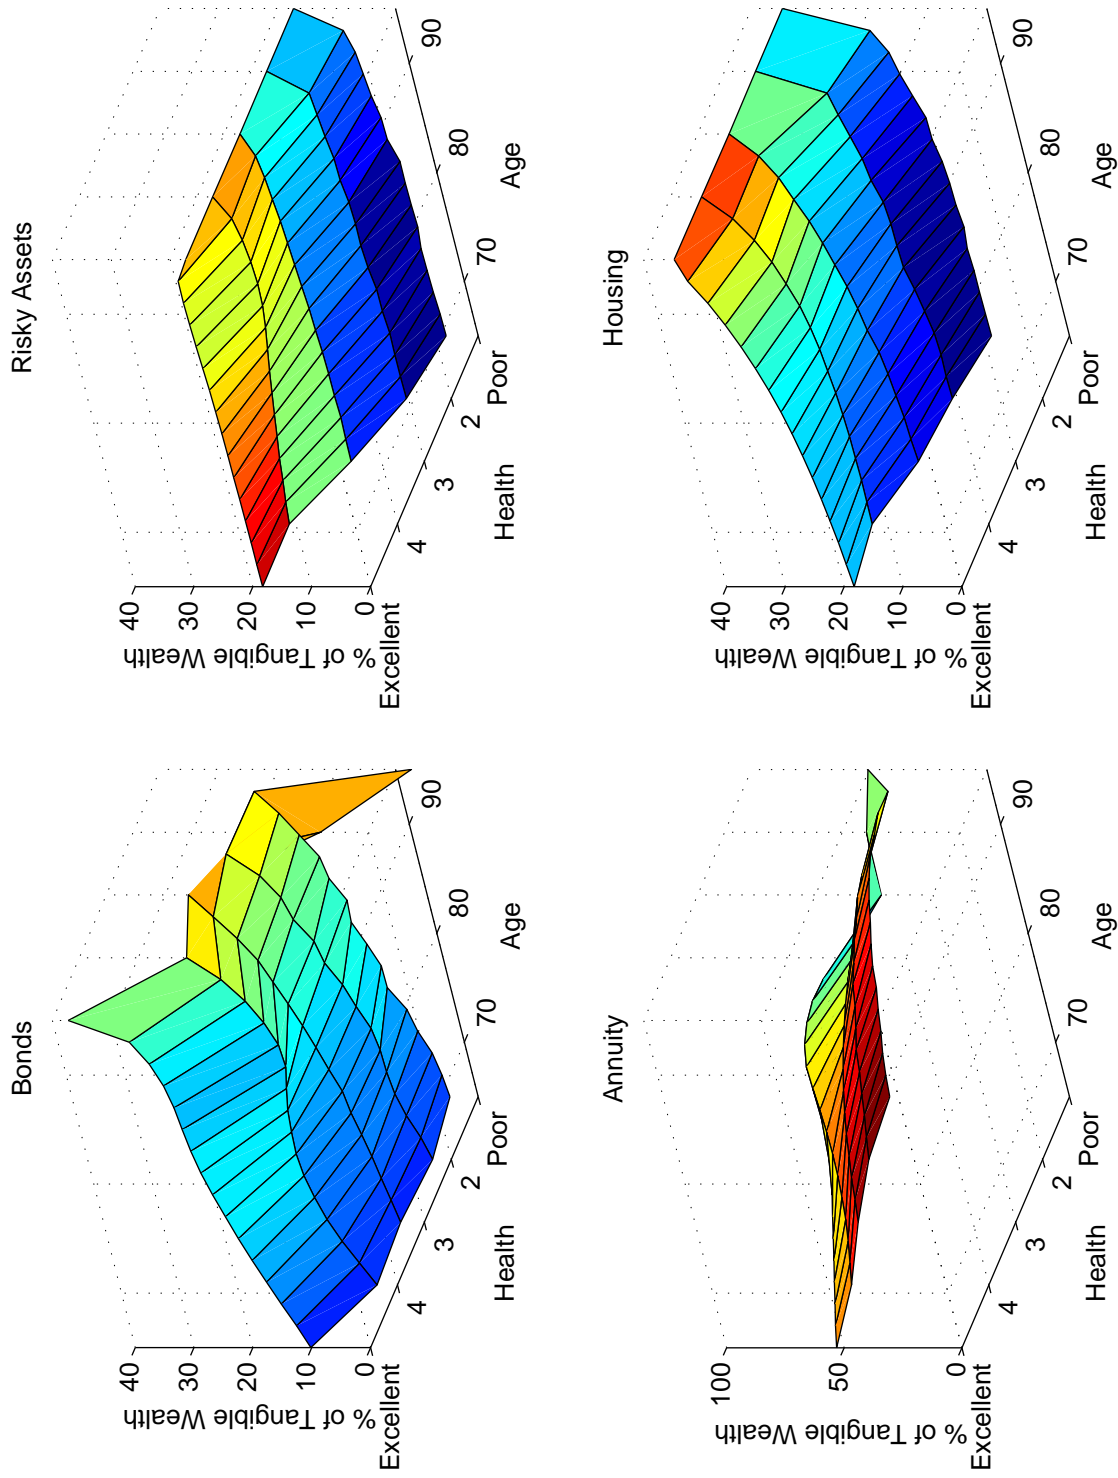 Bonds
% of Tangible Wealth
40
30
20
10
0
Excellent
4
3
2
Poor
Health
70
80
90
Age
Risky Assets
% of Tangible Wealth
40
30
20
10
0
Excellent
4
3
2
Poor
Health
70
80
90
Age
Annuity
% of Tangible Wealth
100
50
0
Excellent
4
3
2
Poor
Health
70
80
90
Age
Housing
% of Tangible Wealth
40
30
20
10
0
Excellent
4
3
2
Poor
Health
70
80
90
Age